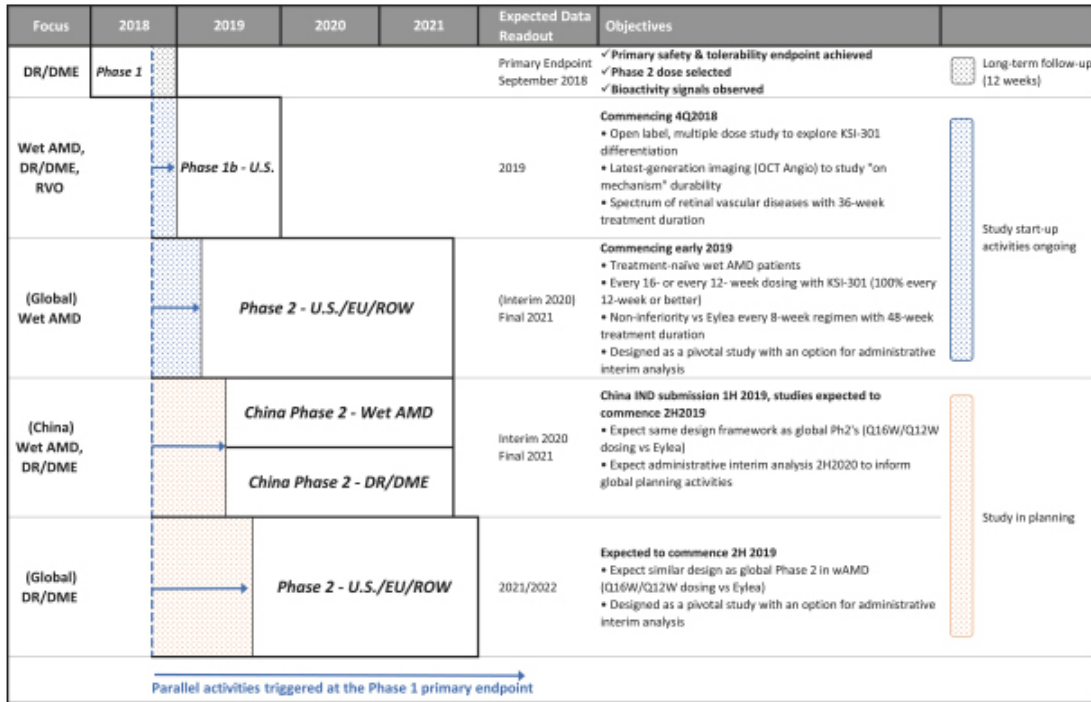 Focus
2018
2019
2020
2021
Expected Data
Readout
Objectives
DR/DME
Phase 1
Primary Endpoint
September 2018
✓Primary safety & tolerability endpoint achieved
✓Phase 2 dose selected
✓Bioactivity signals observed
Long-term follow-up
(12 weeks)
Wet AMD,
DR/DME,
RVO
Phase 1b - U.S.
2019
Commencing 4Q2018
• Open label, multiple dose study to explore KSI-301
differentiation
• Latest-generation imaging (OCT Angio) to study "on
mechanism" durability
• Spectrum of retinal vascular diseases with 36-week
treatment duration
Study start-up
activities ongoing
(Global)
Wet AMD
Phase 2 - U.S./EU/ROW
(Interim 2020)
Final 2021
Commencing early 2019
• Treatment-naïve wet AMD patients
• Every 16- or every 12- week dosing with KSI-301 (100% every
12-week or better)
• Non-inferiority vs Eylea every 8-week regimen with 48-week
treatment duration
• Designed as a pivotal study with an option for administrative
interim analysis
(China)
Wet AMD,
DR/DME
China Phase 2 - Wet AMD
China Phase 2 - DR/DME
Interim 2020
Final 2021
China IND submission 1H 2019, studies expected to
commence 2H2019
• Expect same design framework as global Ph2's (Q16W/Q12W
dosing vs Eylea)
• Expect administrative interim analysis 2H2020 to inform
global planning activities
Study in planning
(Global)
DR/DME
Phase 2 - U.S./EU/ROW
2021/2022
Expected to commence 2H 2019
• Expect similar design as global Phase 2 in wAMD
(Q16W/Q12W dosing vs Eylea)
• Designed as a pivotal study with an option for administrative
interim analysis
Parallel activities triggered at the Phase 1 primary endpoint